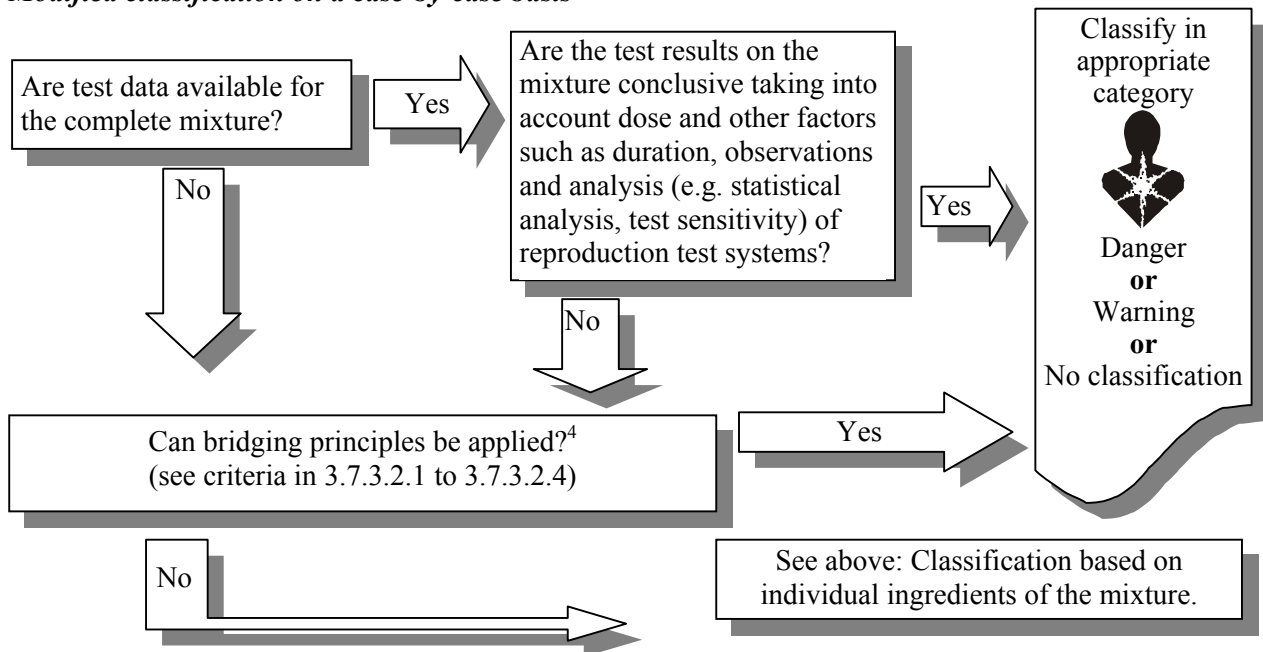 Modified classification on a case-by-case basis
Are test data available for
the complete mixture?
Yes
Are the test results on the
mixture conclusive taking into
account dose and other factors
such as duration, observations
and analysis (e.g. statistical
analysis, test sensitivity) of
reproduction test systems?
Yes
Classify in
appropriate
category
Danger
or
Warning
or
No classification
No
No
Can bridging principles be applied?⁴
(see criteria in 3.7.3.2.1 to 3.7.3.2.4)
Yes
No
See above: Classification based on
individual ingredients of the mixture.